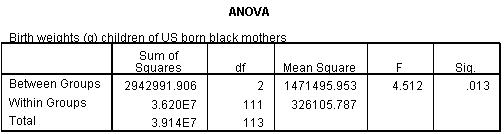 ANOVA
Birth weights (g) children of US born black mothers
Sum of Squares df Mean Square F Sig.
Between Groups 2942991.906 2 1471495.953 4.512 .013
Within Groups 3.620E7 111 326105.787
Total 3.914E7 113